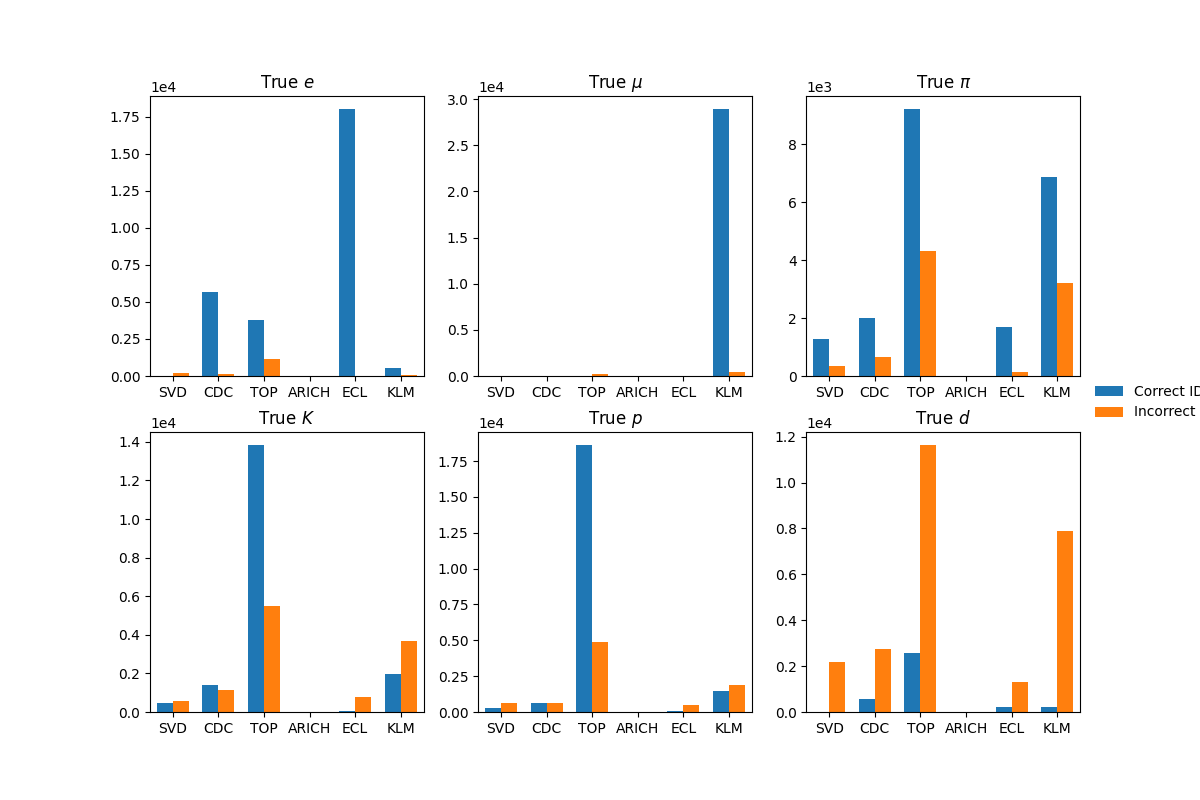 True e
1e4
1.75
1.50
1.25
1.00
0.75
0.50
0.25
0.00
SVD CDC TOP ARICH ECL KLM
True μ
1e4
3.0
2.5
2.0
1.5
1.0
0.5
0.0
SVD CDC TOP ARICH ECL KLM
True π
1e3
8
6
4
2
0
SVD CDC TOP ARICH ECL KLM
Correct ID
Incorrect
True K
1e4
1.4
1.2
1.0
0.8
0.6
0.4
0.2
0.0
SVD CDC TOP ARICH ECL KLM
True p
1e4
1.75
1.50
1.25
1.00
0.75
0.50
0.25
0.00
SVD CDC TOP ARICH ECL KLM
True d
1e4
1.2
1.0
0.8
0.6
0.4
0.2
0.0
SVD CDC TOP ARICH ECL KLM